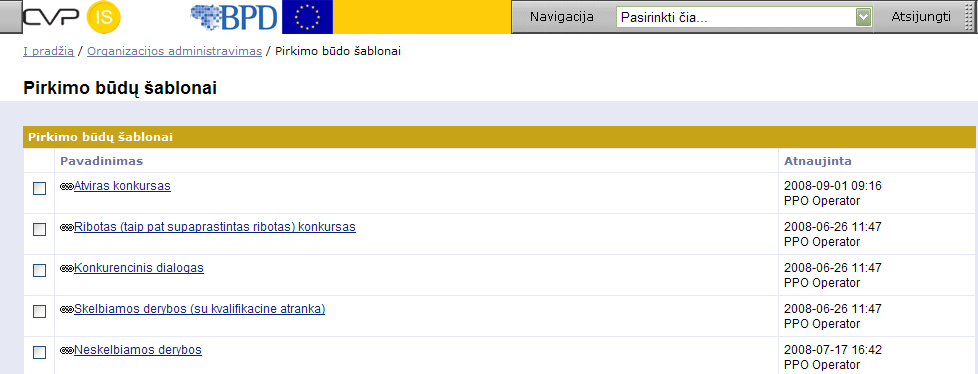 CVP IS BPD Navigacija Pasirinkti čia... Atsijungti
Į pradžią / Organizacijos administravimas / Pirkimo būdo šablonai
Pirkimo būdų šablonai
Pirkimo būdų šablonai
Pavadinimas Atnaujinta
Atviras konkursas 2008-09-01 09:16
PPO Operator
Ribotas (taip pat supaprastintas ribotas) konkursas 2008-06-26 11:47
PPO Operator
Konkurencinis dialogas 2008-06-26 11:47
PPO Operator
Skelbiamos derybos (su kvalifikacine atranka) 2008-06-26 11:47
PPO Operator
Neskelbiamos derybos 2008-07-17 16:42
PPO Operator